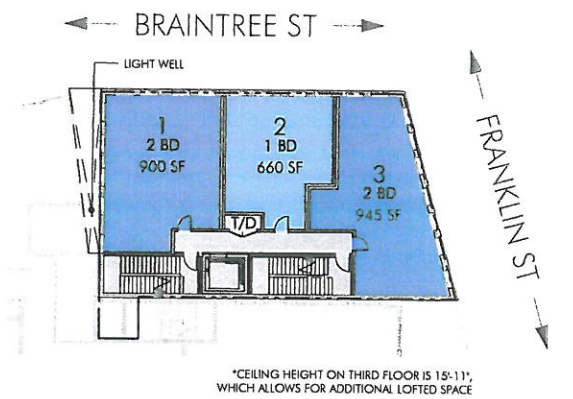 BRAINTREE ST
LIGHT WELL
1
2 BD
900 SF
2
1 BD
660 SF
3
2 BD
945 SF
T/D
FRANKLIN ST
*CEILING HEIGHT ON THIRD FLOOR IS 15'-11",
WHICH ALLOWS FOR ADDITIONAL LOFTED SPACE